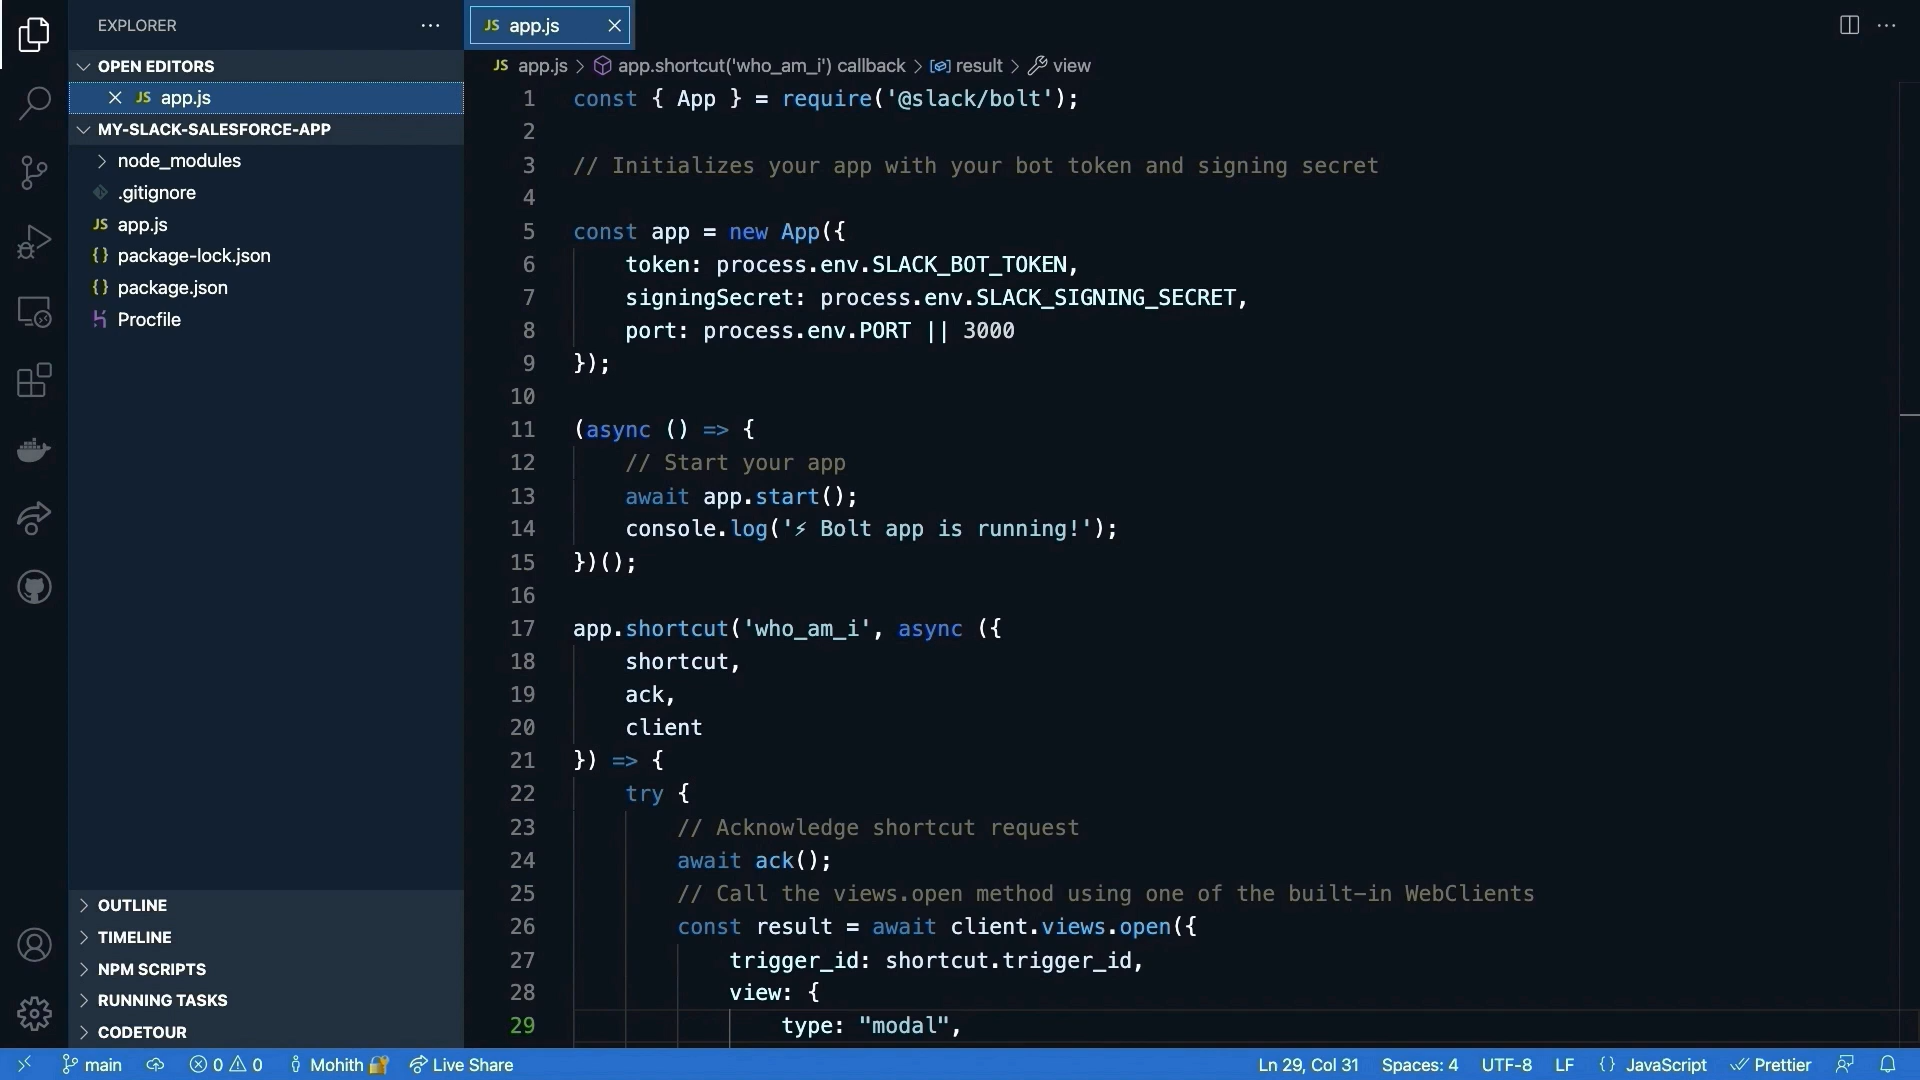 EXPLORER
OPEN EDITORS
JS app.js
MY-SLACK-SALESFORCE-APP
node_modules
.gitignore
JS app.js
{} package-lock.json
{} package.json
Procfile
OUTLINE
TIMELINE
NPM SCRIPTS
RUNNING TASKS
CODETOUR
JS app.js
JS app.js > app.shortcut('who_am_i') callback > result > view
1 const { App } = require('@slack/bolt');
2
3 // Initializes your app with your bot token and signing secret
4
5 const app = new App({
6     token: process.env.SLACK_BOT_TOKEN,
7     signingSecret: process.env.SLACK_SIGNING_SECRET,
8     port: process.env.PORT || 3000
9 });
10
11 (async () => {
12     // Start your app
13     await app.start();
14     console.log('⚡ Bolt app is running!');
15 })();
16
17 app.shortcut('who_am_i', async ({
18     shortcut,
19     ack,
20     client
21 }) => {
22     try {
23         // Acknowledge shortcut request
24         await ack();
25         // Call the views.open method using one of the built-in WebClients
26         const result = await client.views.open({
27             trigger_id: shortcut.trigger_id,
28             view: {
29                 type: "modal",
main 0 0 Mohith 🔐 Live Share Ln 29, Col 31 Spaces: 4 UTF-8 LF {} JavaScript Prettier